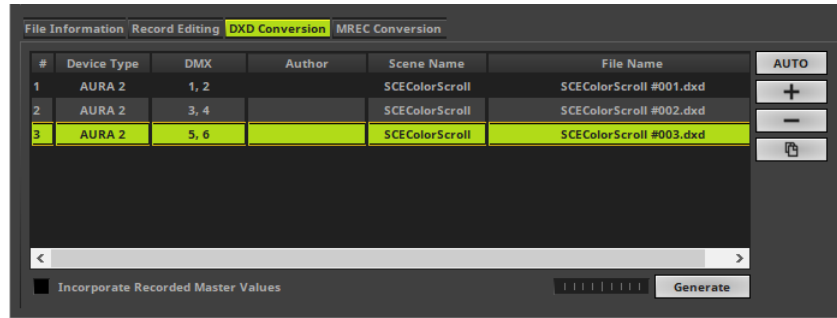 File Information Record Editing DXD Conversion MREC Conversion
# Device Type DMX Author Scene Name File Name AUTO
1 AURA 2 1, 2 SCEColorScroll SCEColorScroll #001.dxd
2 AURA 2 3, 4 SCEColorScroll SCEColorScroll #002.dxd
3 AURA 2 5, 6 SCEColorScroll SCEColorScroll #003.dxd
Incorporate Recorded Master Values Generate